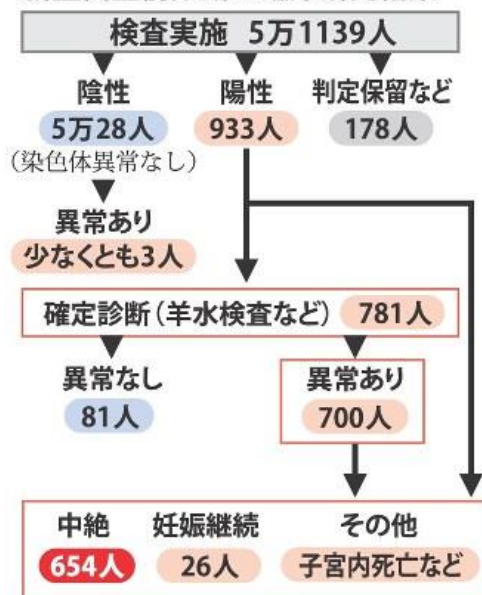 検査実施 5万1139人
陰性 陽性 判定保留など
5万28人 933人 178人
(染色体異常なし)
異常あり
少なくとも3人
確定診断(羊水検査など) 781人
異常なし 異常あり
81人 700人
中絶 妊娠継続 その他
654人 26人 子宮内死亡など